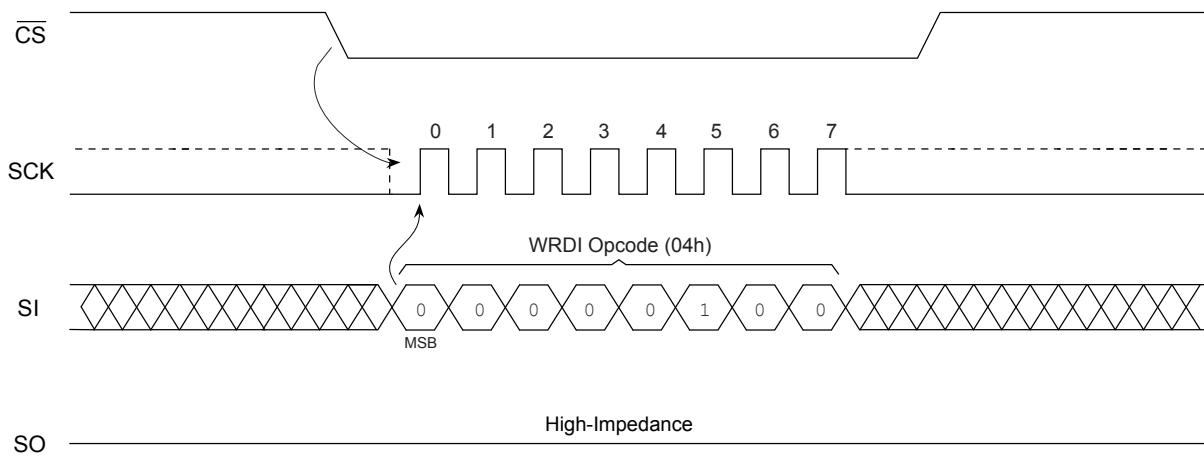 CS
0 1 2 3 4 5 6 7
SCK
WRDI Opcode (04h)
SI
0 0 0 0 0 1 0 0
MSB
High-Impedance
SO